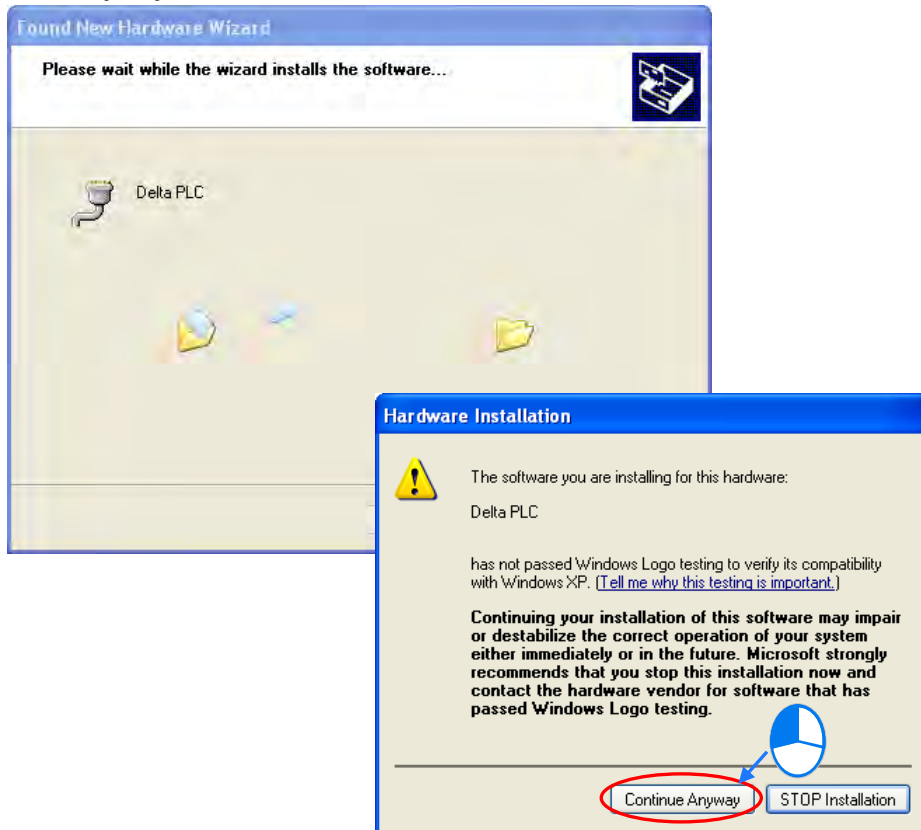 Found New Hardware Wizard
Please wait while the wizard installs the software...
Delta PLC
Hardware Installation
The software you are installing for this hardware:
Delta PLC
has not passed Windows Logo testing to verify its compatibility
with Windows XP. (Tell me why this testing is important.)
Continuing your installation of this software may impair
or destabilize the correct operation of your system
either immediately or in the future. Microsoft strongly
recommends that you stop this installation now and
contact the hardware vendor for software that has
passed Windows Logo testing.
Continue Anyway
STOP Installation